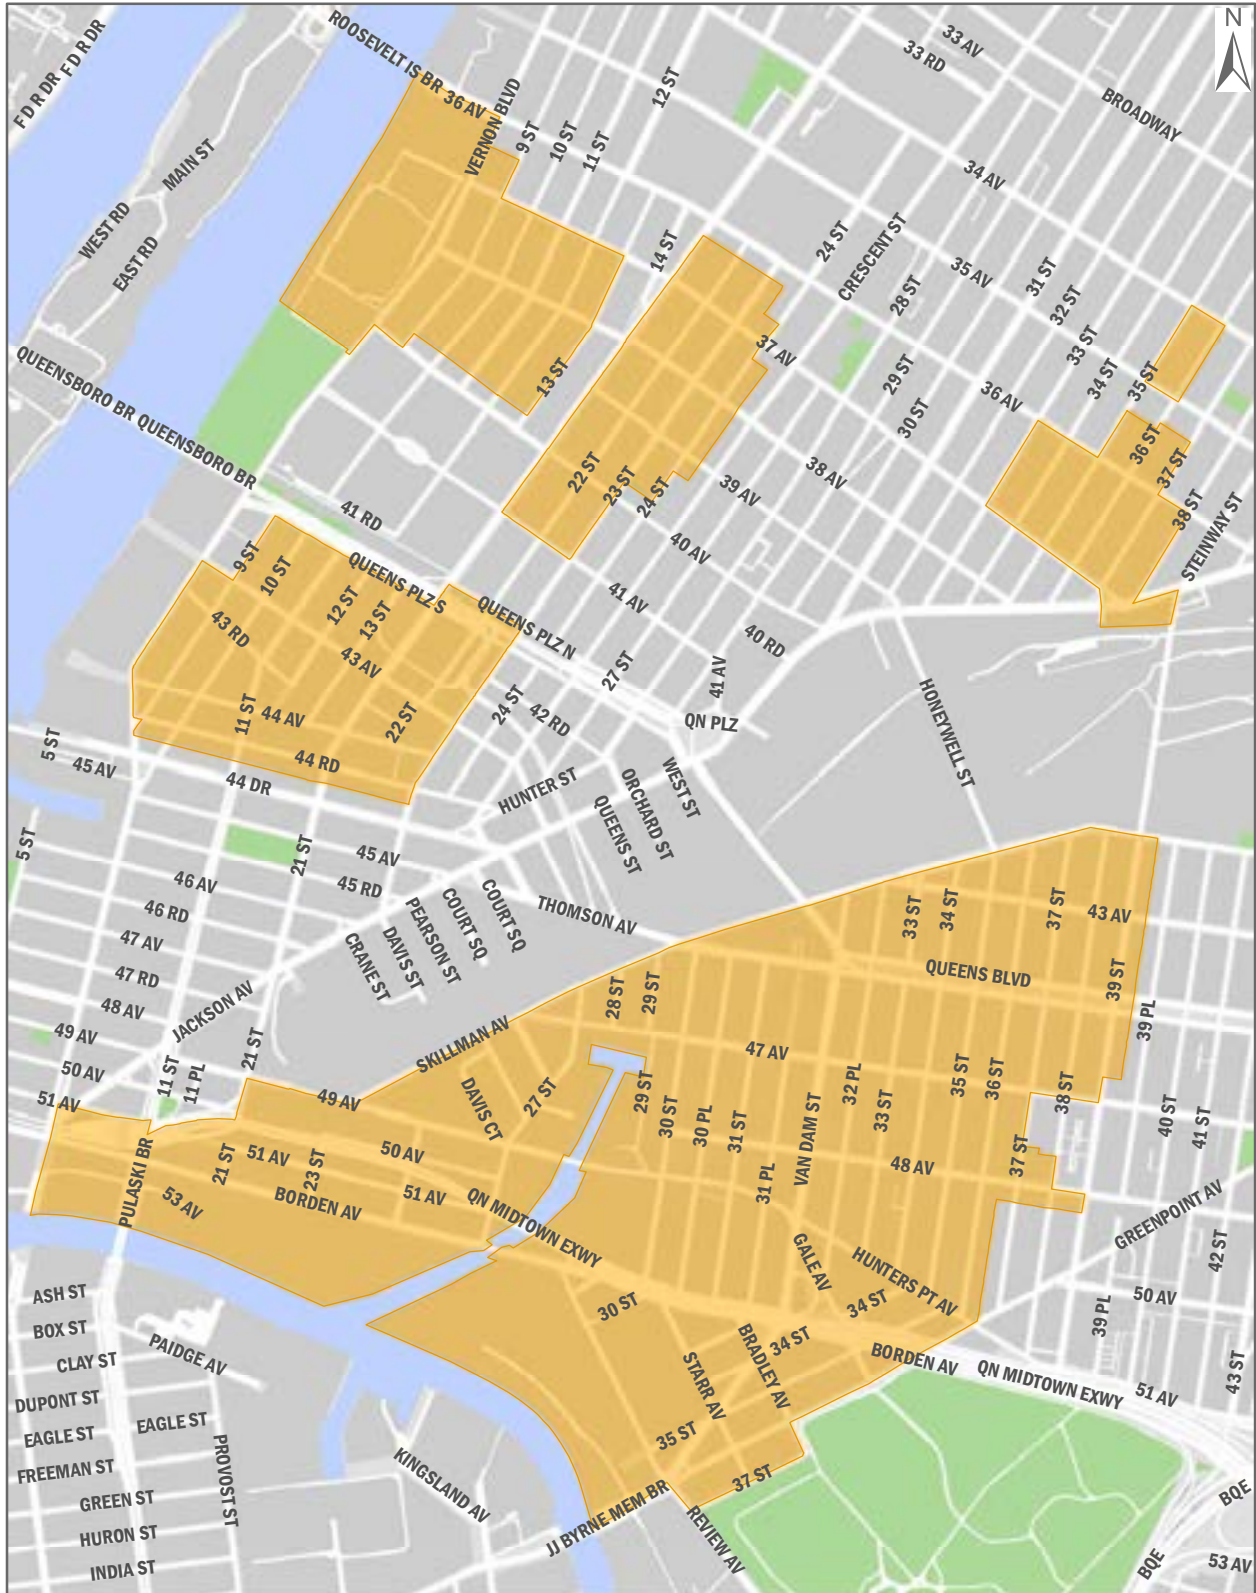 N
F D R DR
F D R DR
ROOSEVELT IS BR
36 AV
VERNON BLVD
9 ST
10 ST
11 ST
12 ST
33 AV
33 RD
BROADWAY
34 AV
MAIN ST
WEST RD
EAST RD
14 ST
24 ST
CRESCENT ST
28 ST
35 AV
31 ST
32 ST
33 ST
34 ST
35 ST
37 AV
13 ST
29 ST
30 ST
36 AV
QUEENSBORO BR
QUEENSBORO BR
36 ST
37 ST
38 ST
STEINWAY ST
22 ST
23 ST
24 ST
39 AV
38 AV
41 RD
40 AV
9 ST
10 ST
12 ST
13 ST
QUEENS PLZ S
QUEENS PLZ N
41 AV
40 RD
43 RD
43 AV
27 ST
41 AV
11 ST
44 AV
22 ST
24 ST
42 RD
QN PLZ
HONEYWELL ST
5 ST
45 AV
44 RD
44 DR
HUNTER ST
QUEENS ST
ORCHARD ST
WEST ST
5 ST
21 ST
45 AV
45 RD
46 AV
46 RD
47 AV
47 RD
48 AV
49 AV
50 AV
51 AV
CRANE ST
DAVIS ST
PEARSON ST
COURT SQ
COURT SQ
THOMSON AV
33 ST
34 ST
37 ST
43 AV
QUEENS BLVD
39 ST
39 PL
JACKSON AV
28 ST
29 ST
SKILLMAN AV
47 AV
11 ST
11 PL
21 ST
49 AV
DAVIS CT
27 ST
29 ST
30 ST
30 PL
31 ST
31 PL
VAN DAM ST
32 PL
33 ST
35 ST
36 ST
38 ST
37 ST
40 ST
41 ST
48 AV
PULASKI BR
21 ST
51 AV
23 ST
50 AV
51 AV
53 AV
BORDEN AV
QN MIDTOWN EXWY
GREENPOINT AV
42 ST
GALE AV
HUNTERS PT AV
34 ST
30 ST
50 AV
39 PL
ASH ST
BOX ST
CLAY ST
PAIDGE AV
DUPONT ST
EAGLE ST
EAGLE ST
FREEMAN ST
GREEN ST
HURON ST
INDIA ST
PROVOST ST
KINGSLAND AV
STARR AV
BRADLEY AV
34 ST
BORDEN AV
QN MIDTOWN EXWY
51 AV
43 ST
35 ST
37 ST
JJ BYRNE MEM BR
REVIEW AV
BQE
BQE
53 AV